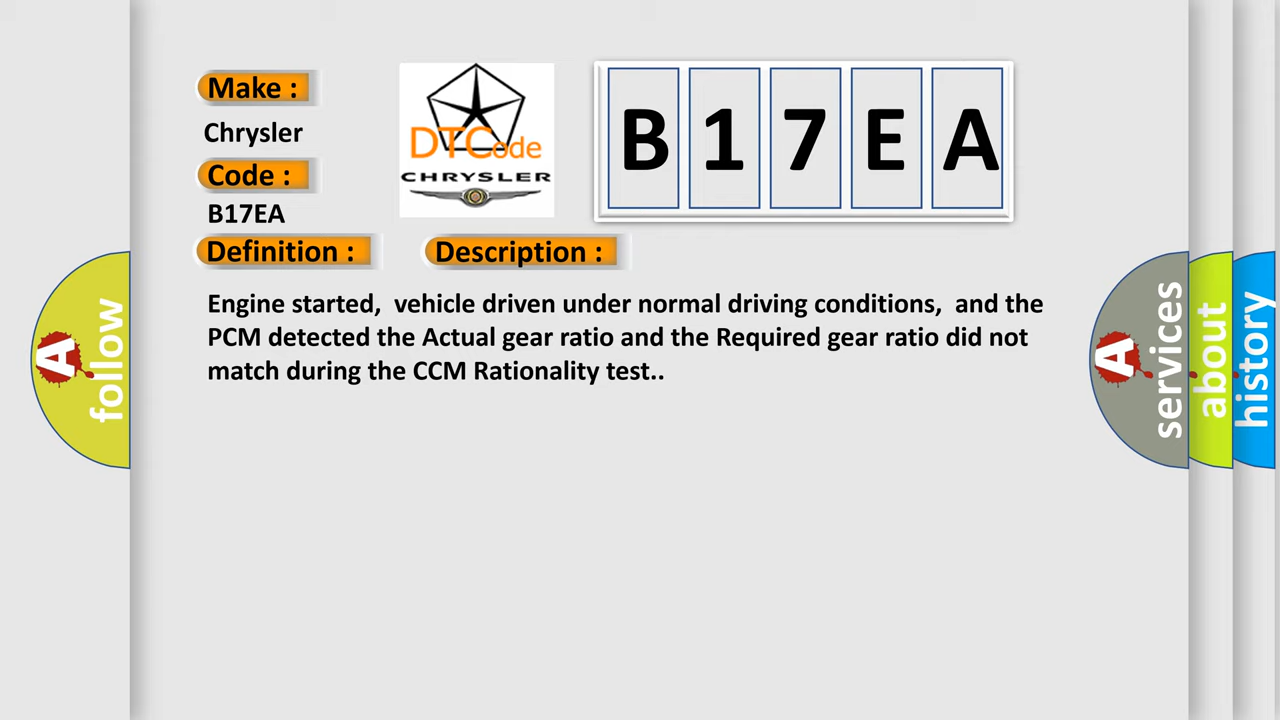 Make :
Chrysler
Code :
B17EA
Definition :
Description :
DTCode
CHRYSLER
B 1 7 E A
Engine started,  vehicle driven under normal driving conditions,  and the
PCM detected the Actual gear ratio and the Required gear ratio did not
match during the CCM Rationality test..
A
follow
A
services
about
history